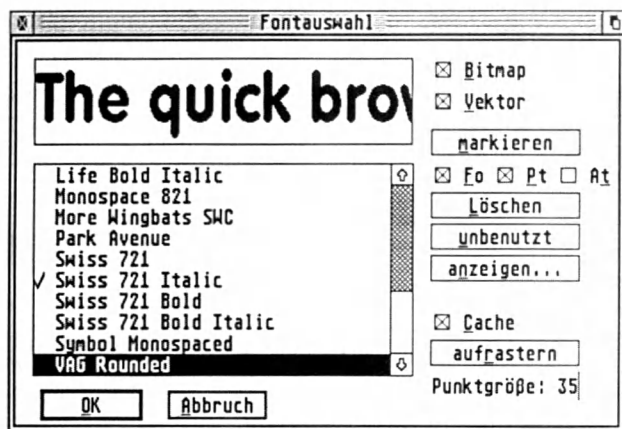 Fontauswahl
The quick brov
Bitmap
Vektor
markieren
Fo Pt At
Löschen
unbenutzt
anzeigen...
Life Bold Italic
Monospace 821
More Wingbats SWC
Park Avenue
Swiss 721
Swiss 721 Italic
Swiss 721 Bold
Swiss 721 Bold Italic
Symbol Monospaced
VAG Rounded
Cache
aufrastern
Punktgröße: 35
OK
Abbruch